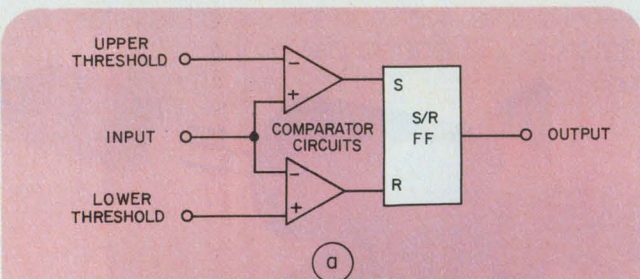 UPPER
THRESHOLD
−
+
S
INPUT
COMPARATOR
CIRCUITS
S/R
FF
OUTPUT
−
+
R
LOWER
THRESHOLD
a